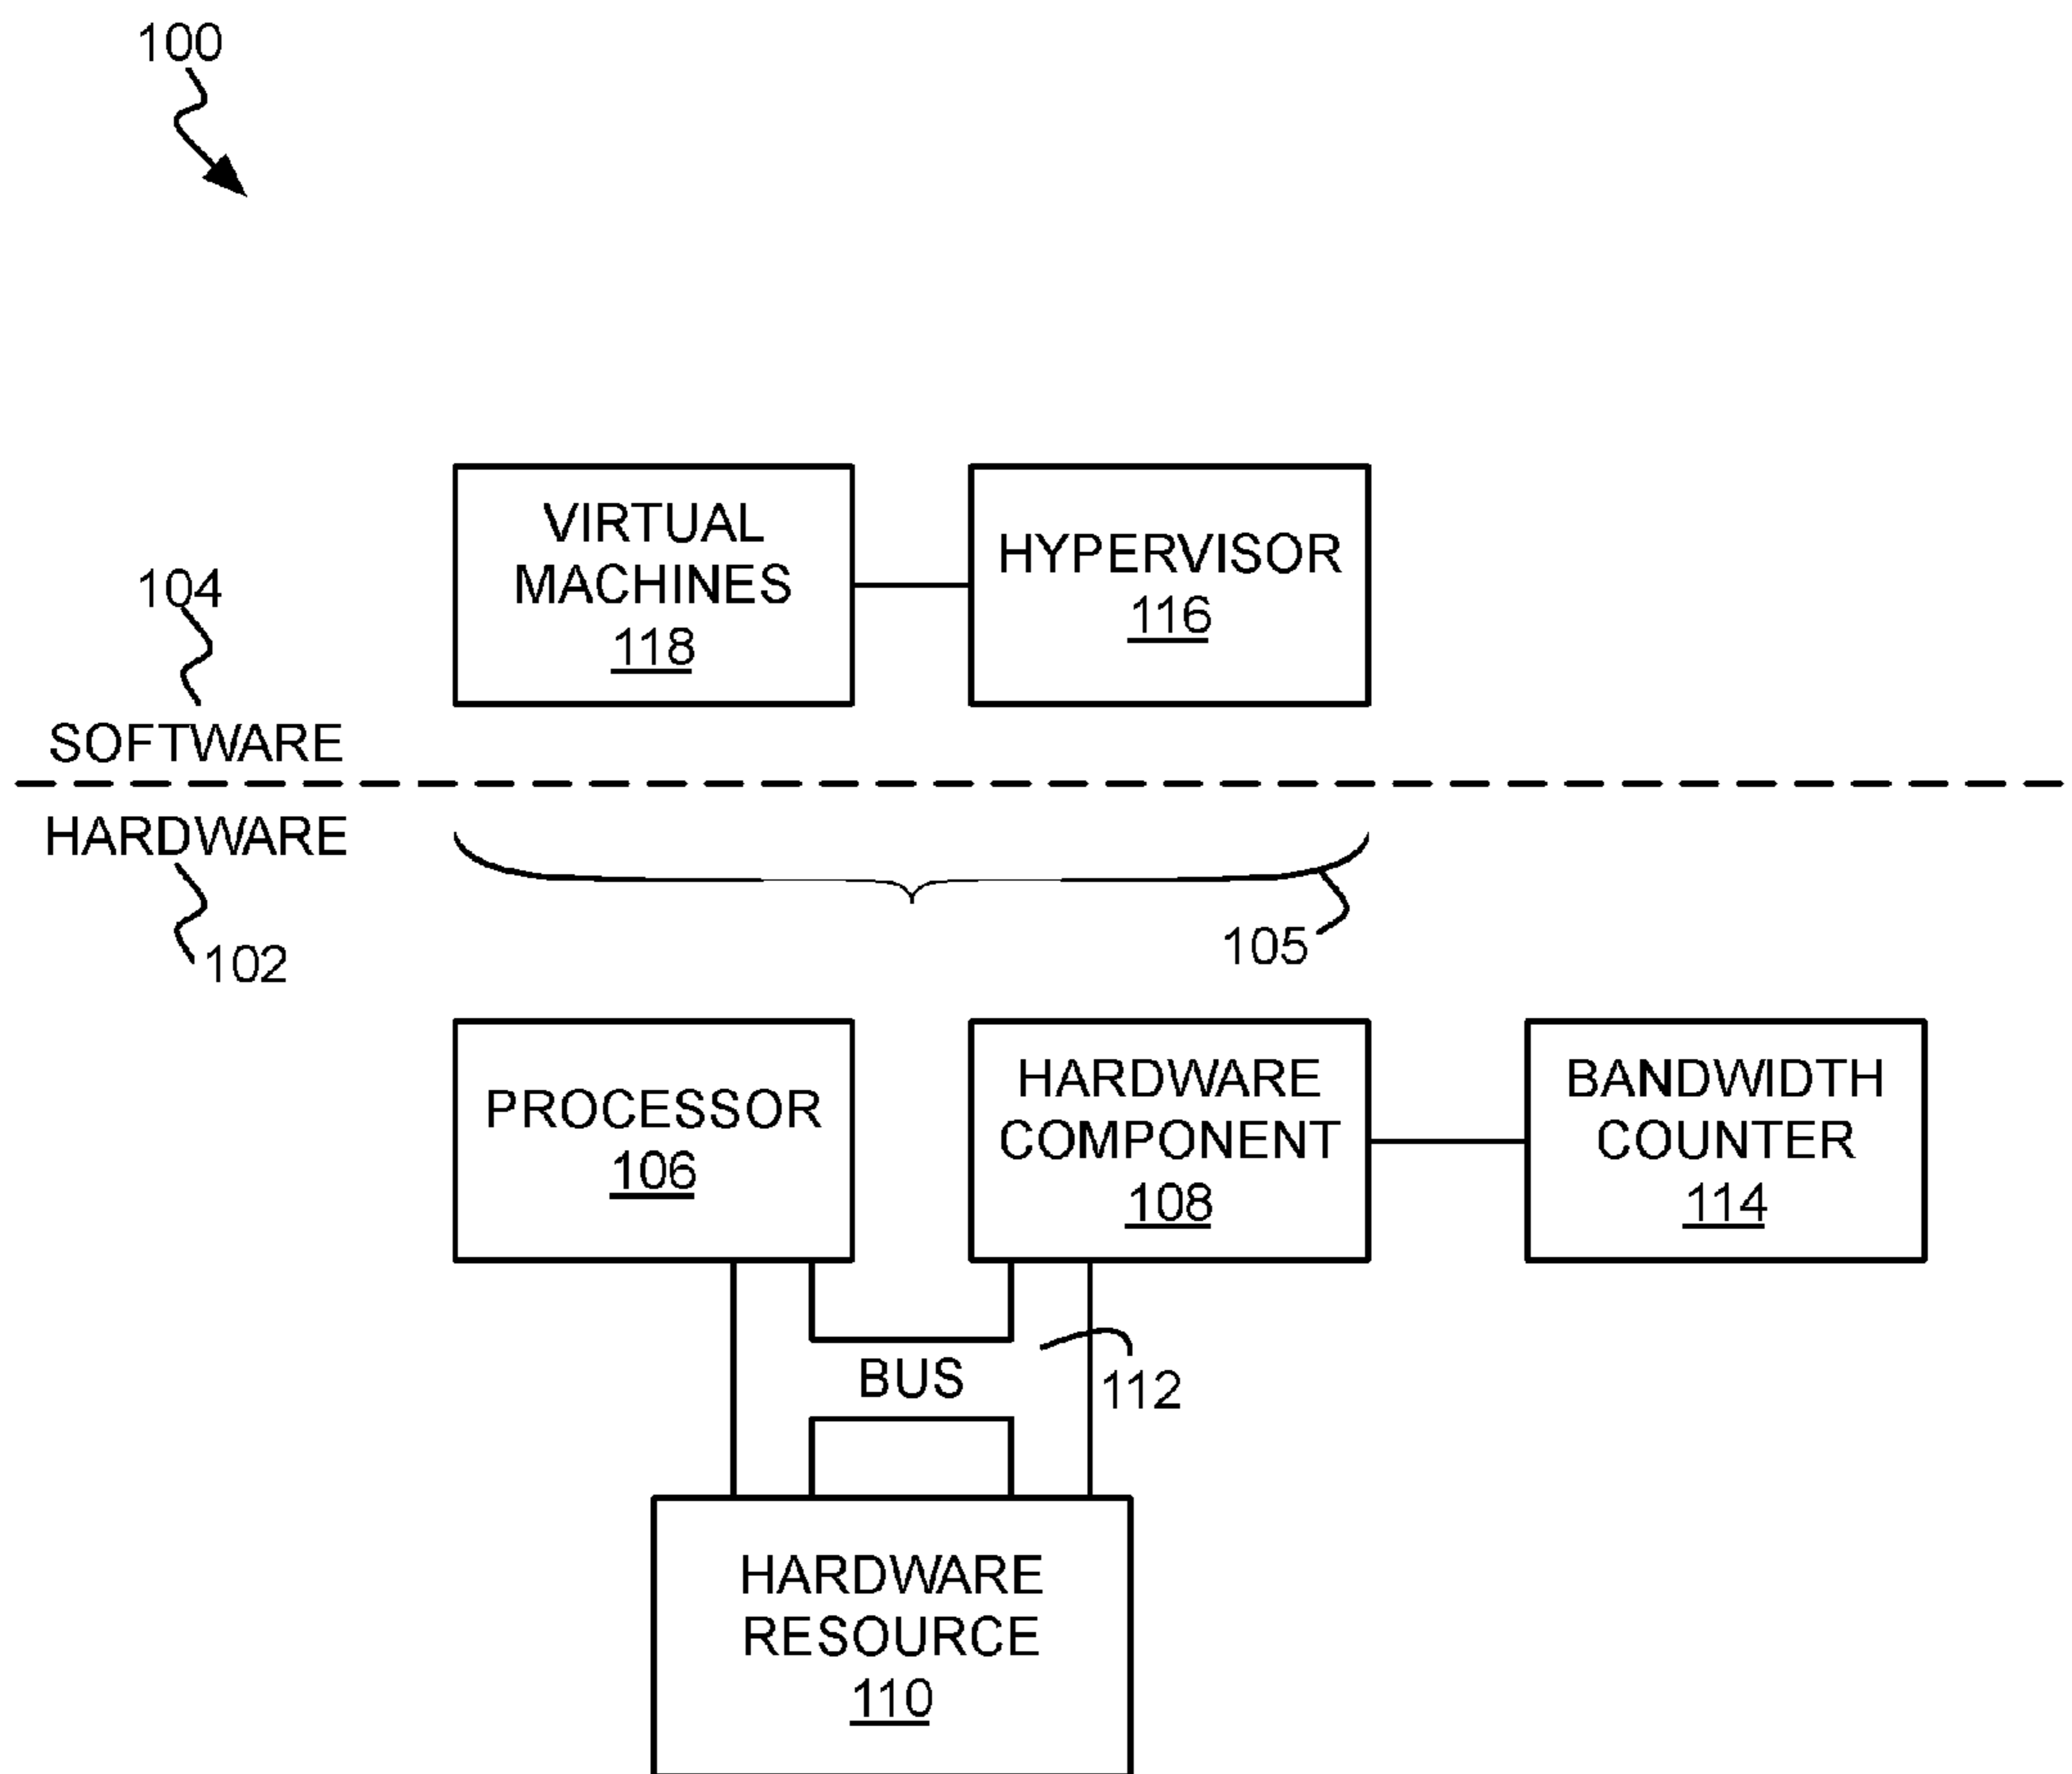 100
VIRTUAL
MACHINES
118
HYPERVISOR
116
104
SOFTWARE
HARDWARE
102
105
PROCESSOR
106
HARDWARE
COMPONENT
108
BANDWIDTH
COUNTER
114
BUS
112
HARDWARE
RESOURCE
110